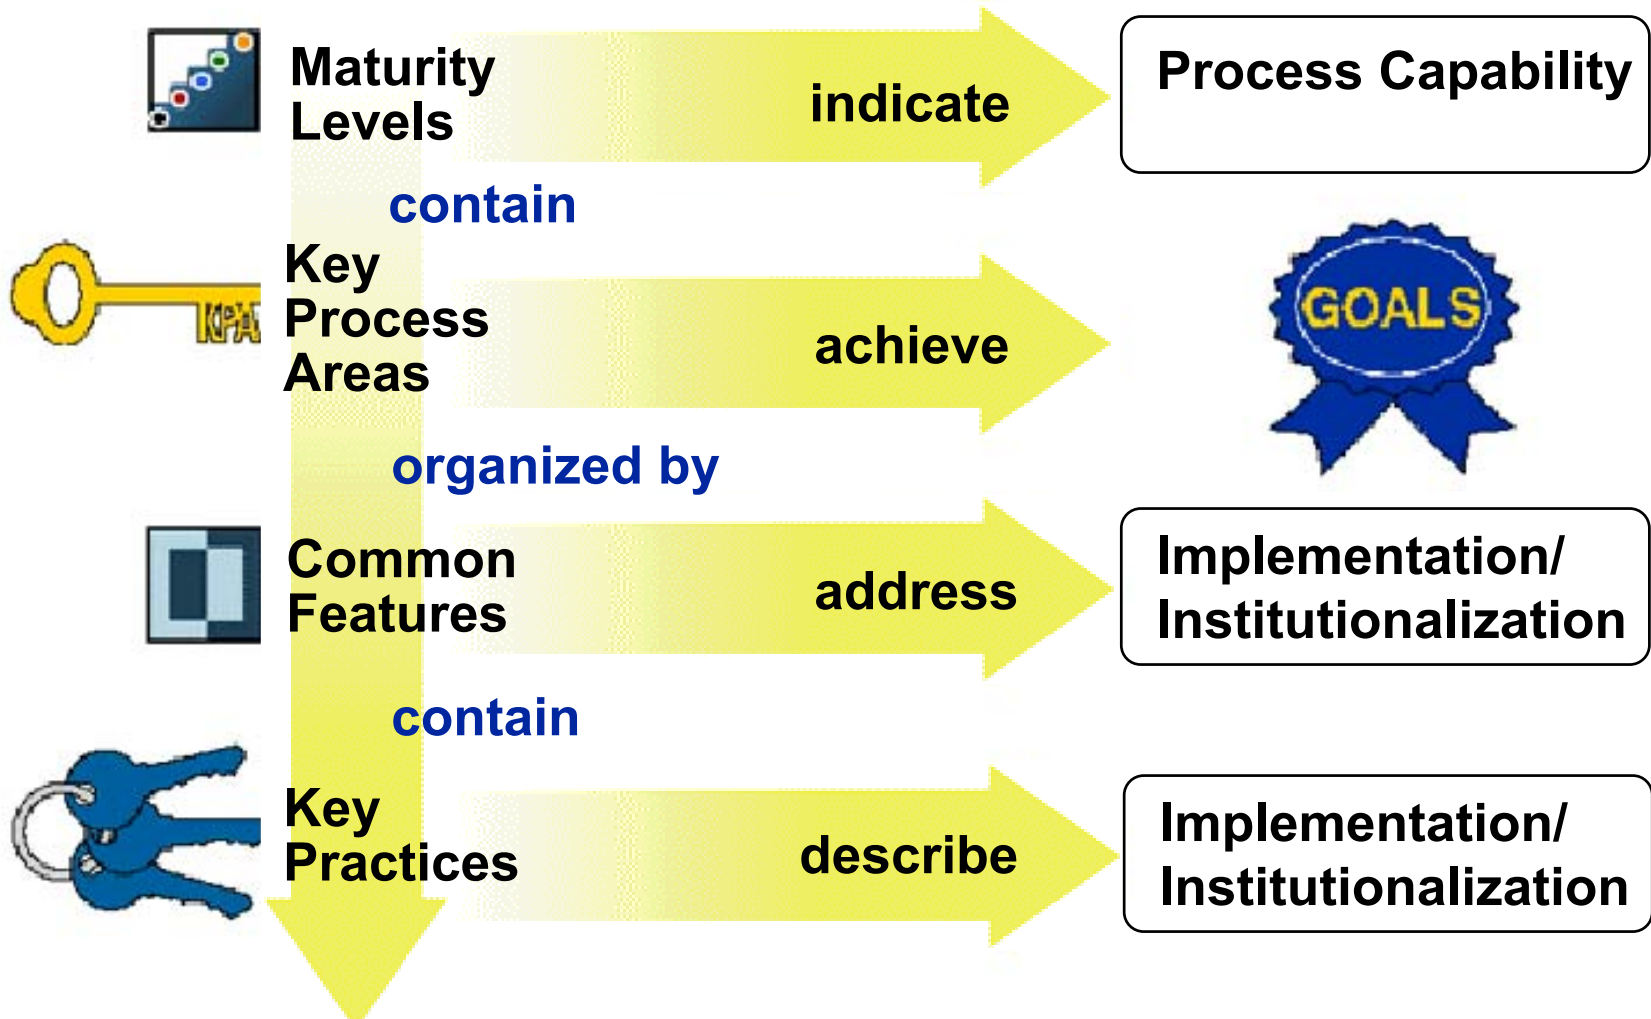 Maturity
Levels
indicate
Process Capability
contain
KPA
Key
Process
Areas
achieve
GOALS
organized by
Common
Features
address
Implementation/
Institutionalization
contain
Key
Practices
describe
Implementation/
Institutionalization